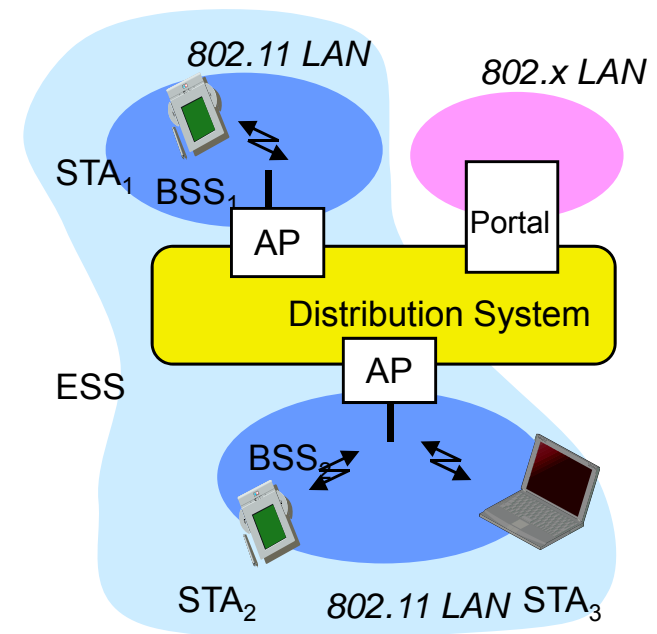 802.11 LAN
802.x LAN
STA₁
BSS₁
Portal
AP
Distribution System
AP
ESS
BSS₂
STA₂
802.11 LAN
STA₃